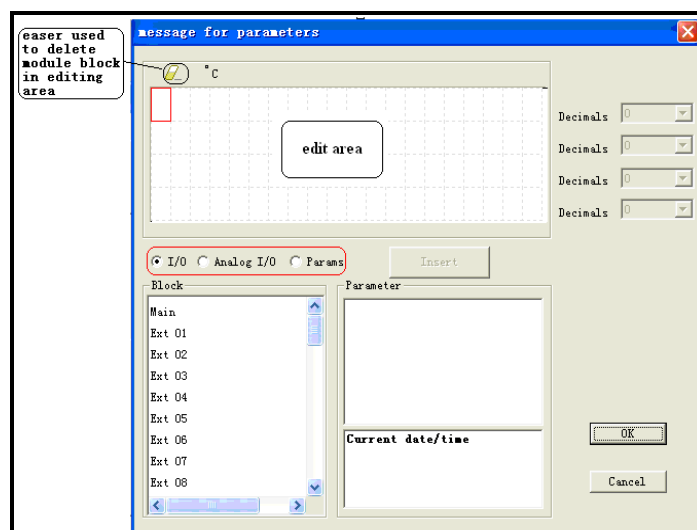 easer used
to delete
module block
in editing
area
message for parameters
°C
edit area
Decimals 0
Decimals 0
Decimals 0
Decimals 0
I/O Analog I/O Params
Insert
Block
Main
Ext 01
Ext 02
Ext 03
Ext 04
Ext 05
Ext 06
Ext 07
Ext 08
Parameter
Current date/time
OK
Cancel